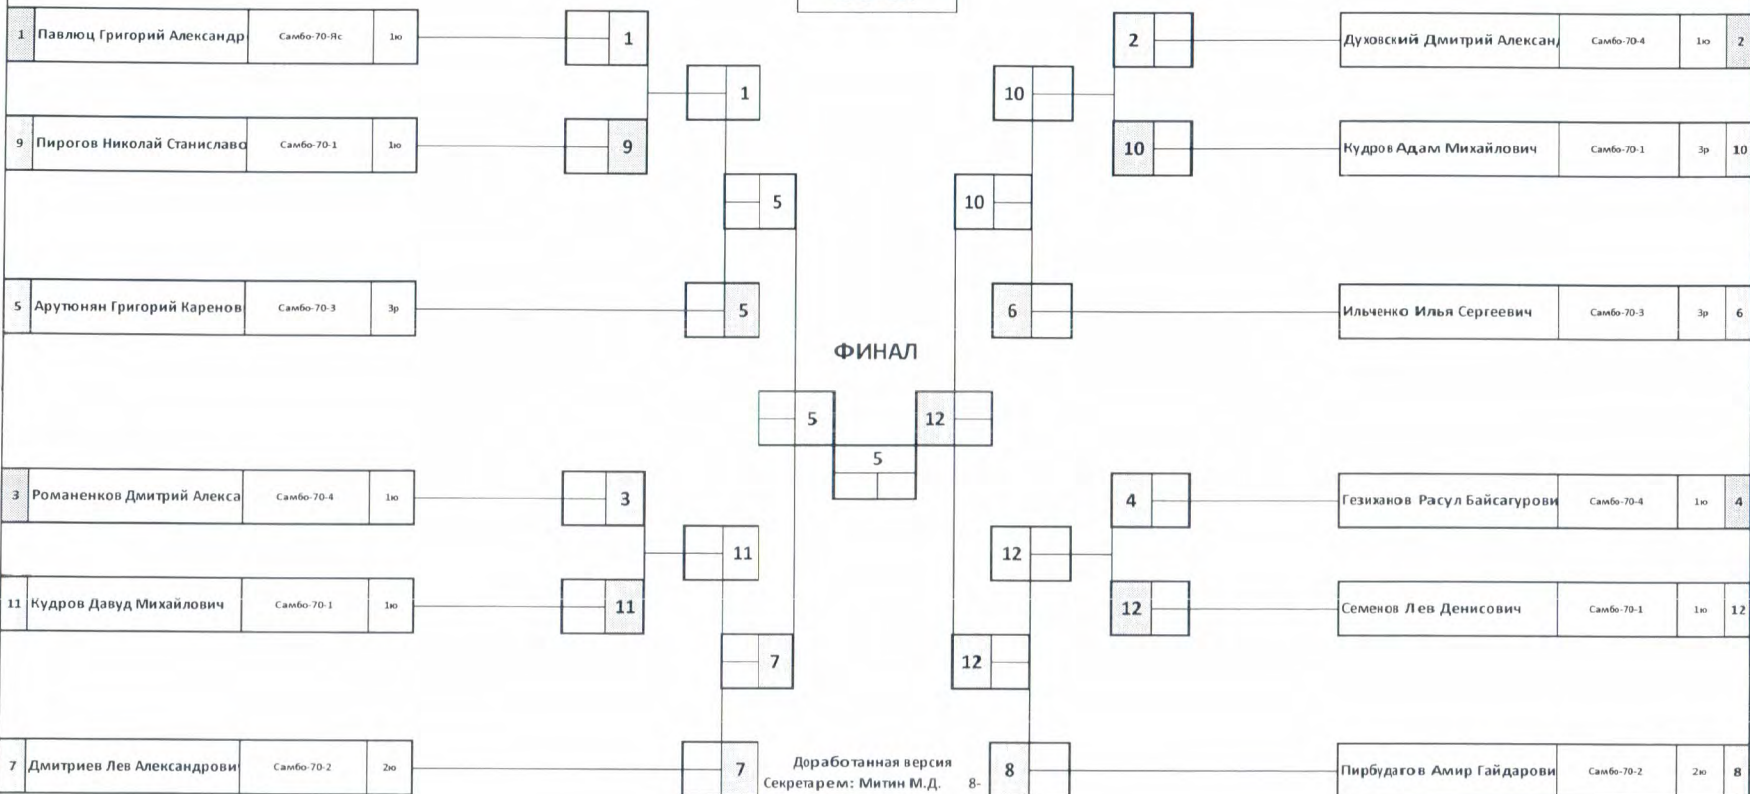 1 Павлюц Григорий Александр Самбо-70-Яс 1ю 1
2 Духовский Дмитрий Алексан Самбо-70-4 1ю 2
1
10
9 Пирогов Николай Станиславо Самбо-70-1 1ю 9
10 Кудров Адам Михайлович Самбо-70-1 3р 10
5
10
5 Арутюнян Григорий Каренов Самбо-70-3 3р 5
6 Ильченко Илья Сергеевич Самбо-70-3 3р 6
ФИНАЛ
5
12
5
3 Романенков Дмитрий Алекса Самбо-70-4 1ю 3
4 Гезиханов Расул Байсагурови Самбо-70-4 1ю 4
11
12
11 Кудров Давуд Михайлович Самбо-70-1 1ю 11
12 Семенов Лев Денисович Самбо-70-1 1ю 12
7
12
7 Дмитриев Лев Александрови Самбо-70-2 2ю 7
Доработанная версия
Секретарем: Митин М.Д. 8-
8 Пирбудагов Амир Гайдарови Самбо-70-2 2ю 8